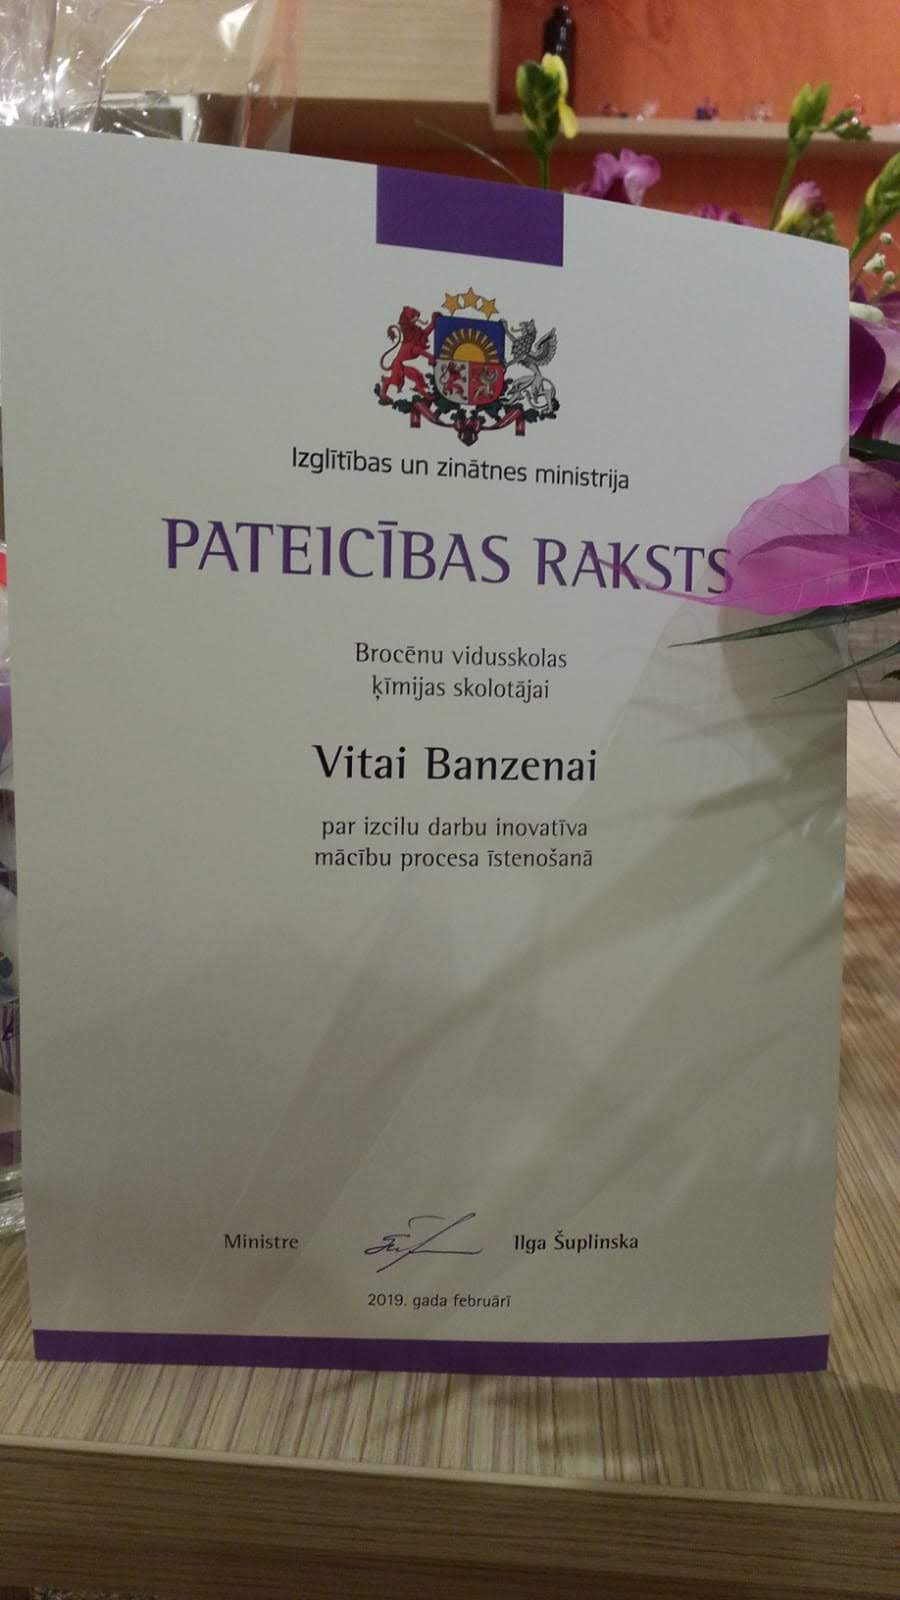 Izglītības un zinātnes ministrija
PATEICĪBAS RAKSTS
Brocēnu vidusskolas
ķīmijas skolotājai
Vitai Banzenai
par izcilu darbu inovatīva
mācību procesa īstenošanā
Ministre Ilga Šuplinska
2019. gada februārī